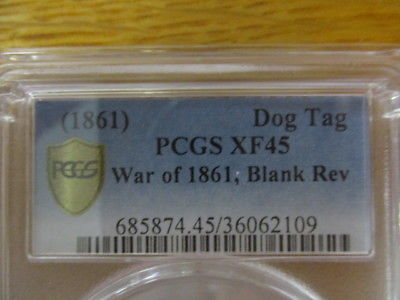 (1861) Dog Tag
PCGS XF45
PCGS War of 1861; Blank Rev
685874.45/36062109